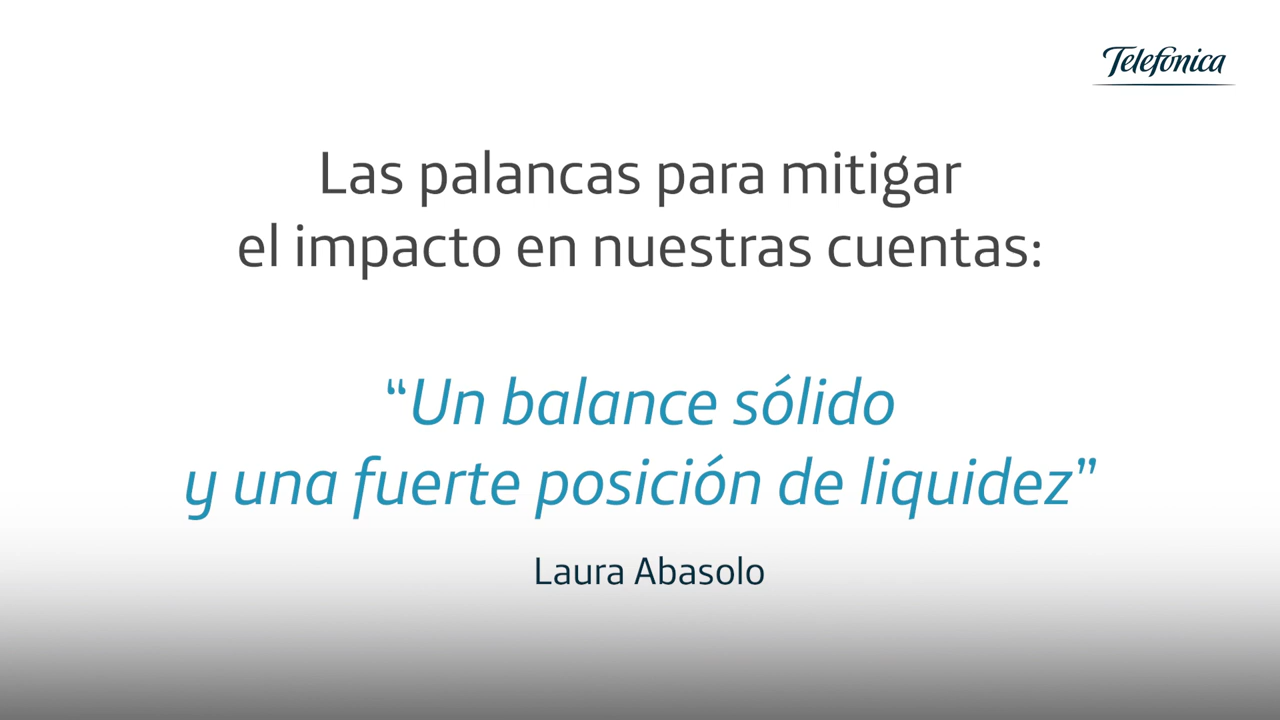 Telefónica
Las palancas para mitigar
el impacto en nuestras cuentas:
“Un balance sólido
y una fuerte posición de liquidez”
Laura Abasolo